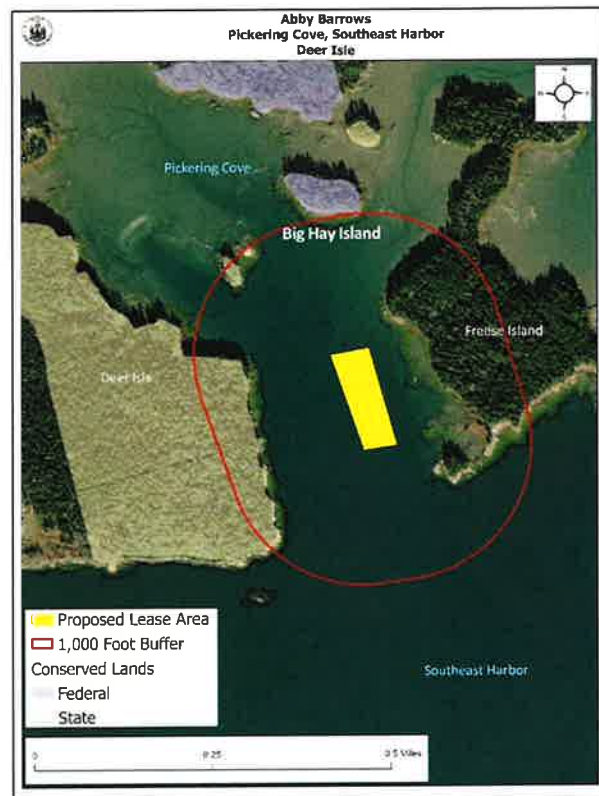 Abby Barrows
Pickering Cove, Southeast Harbor
Deer Isle
N
Pickering Cove
Big Hay Island
Freese Island
Deer Isle
Proposed Lease Area
1,000 Foot Buffer
Conserved Lands
Federal
State
Southeast Harbor
0 0.25 0.5 Miles